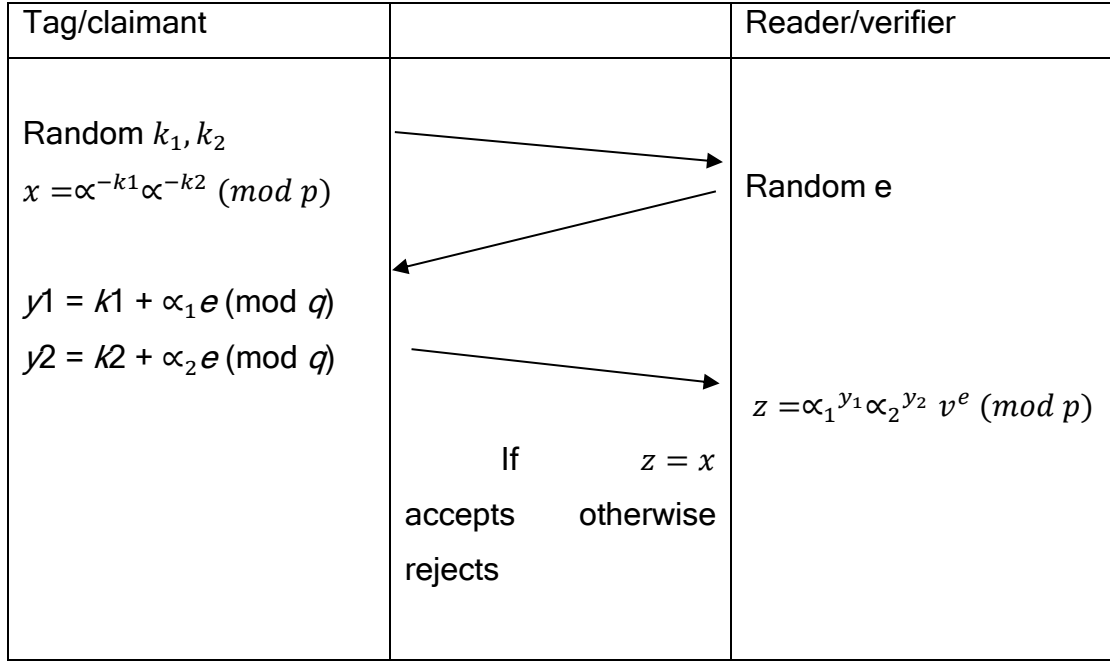 Tag/claimant
Reader/verifier
Random k₁, k₂
x =∝⁻ᵏ¹∝⁻ᵏ² (mod p)
Random e
y1 = k1 + ∝₁e (mod q)
y2 = k2 + ∝₂e (mod q)
z =∝₁^y₁∝₂^y₂ vᵉ (mod p)
If z = x
accepts otherwise
rejects